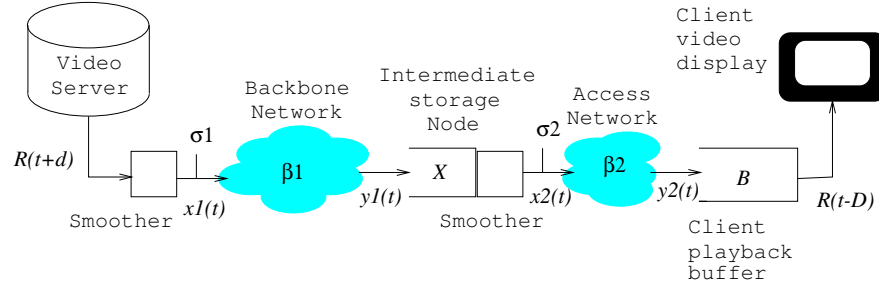 Client
video
display
Video
Server
Backbone
Network
Intermediate
storage
Node
Access
Network
R(t+d)
σ1
β1
X
σ2
β2
B
x1(t)
y1(t)
x2(t)
y2(t)
R(t-D)
Smoother
Smoother
Client
playback
buffer